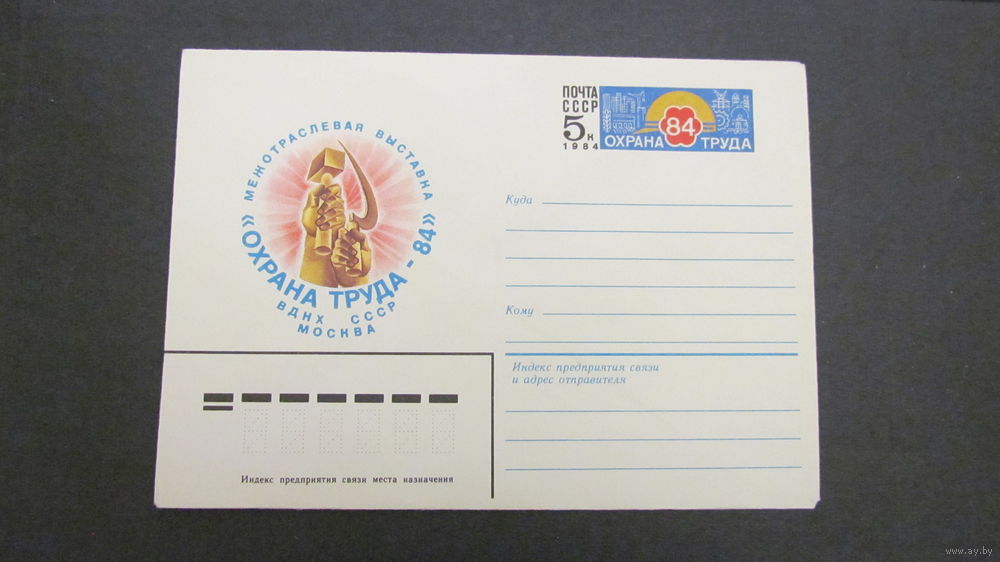 МЕЖОТРАСЛЕВАЯ ВЫСТАВКА
«ОХРАНА ТРУДА - 84»
ВДНХ СССР
МОСКВА
ПОЧТА
СССР
5к
1984
84
ОХРАНА ТРУДА
Куда
Кому
Индекс предприятия связи
и адрес отправителя
Индекс предприятия связи места назначения
www.ay.by